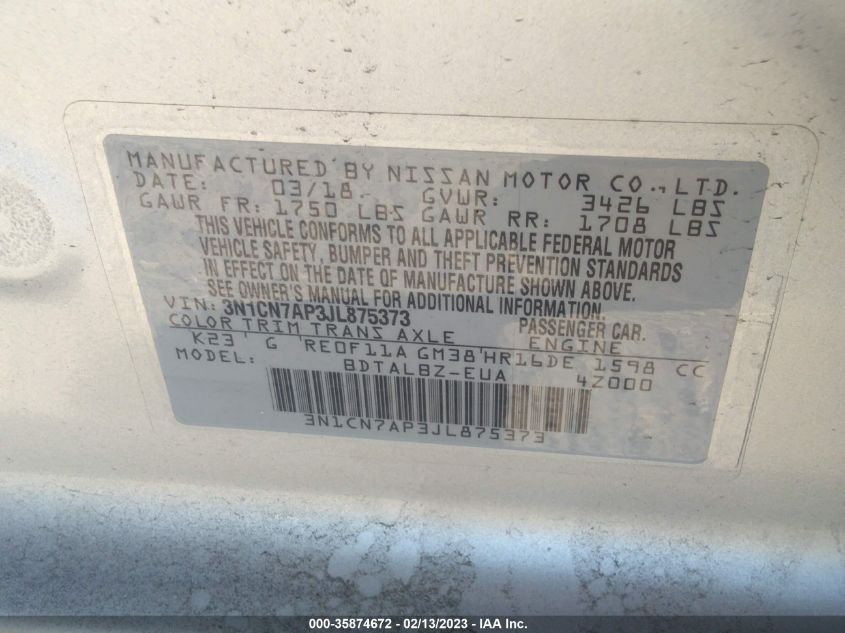 MANUFACTURED BY NISSAN MOTOR CO.,LTD.
DATE: 03/18 GVWR: 3426 LBS
GAWR FR: 1750 LBS GAWR RR: 1708 LBS
THIS VEHICLE CONFORMS TO ALL APPLICABLE FEDERAL MOTOR
VEHICLE SAFETY, BUMPER AND THEFT PREVENTION STANDARDS
IN EFFECT ON THE DATE OF MANUFACTURE SHOWN ABOVE.
SEE OWNER'S MANUAL FOR ADDITIONAL INFORMATION.
VIN: 3N1CN7AP3JL875373 PASSENGER CAR.
COLOR TRIM TRANS AXLE ENGINE
K23 G RE0F11A GM38 HR16DE 1598 CC
MODEL: BDTALBZ-EUA 4Z000
3N1CN7AP3JL875373
000-35874672 - 02/13/2023 - IAA Inc.